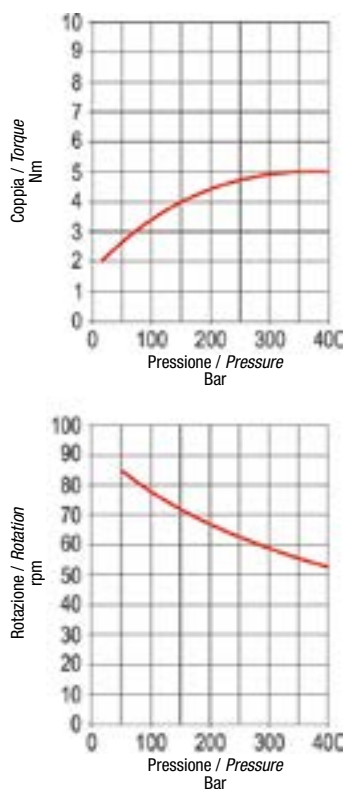 10
9
8
7
6
5
4
3
2
1
0
Coppia / Torque
Nm
0 100 200 300 400
Pressione / Pressure
Bar
100
90
80
70
60
50
40
30
20
10
0
Rotazione / Rotation
rpm
0 100 200 300 400
Pressione / Pressure
Bar